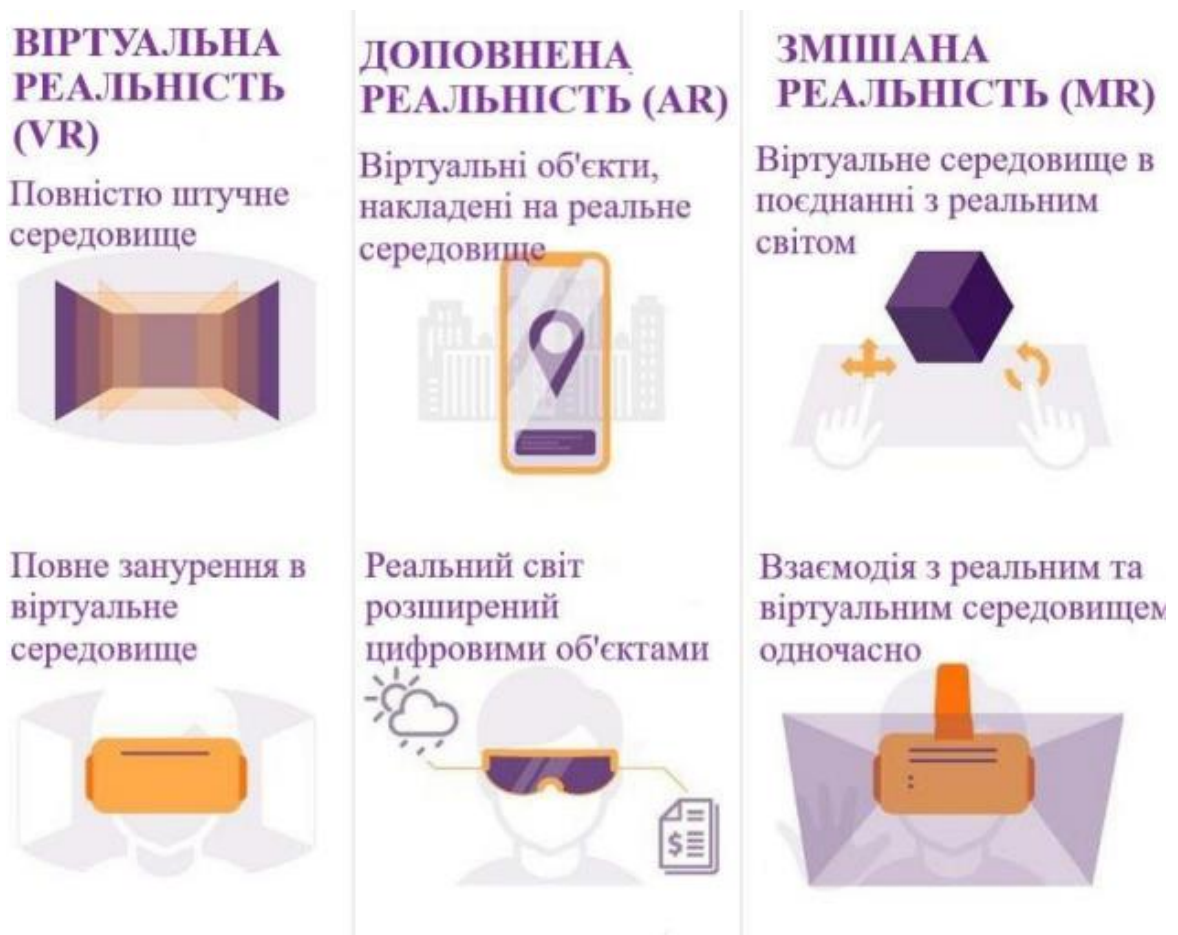 ВІРТУАЛЬНА
РЕАЛЬНІСТЬ
(VR)
Повністю штучне
середовище
Повне занурення в
віртуальне
середовище
ДОПОВНЕНА
РЕАЛЬНІСТЬ (AR)
Віртуальні об'єкти,
накладені на реальне
середовище
Реальний світ
розширений
цифровими об'єктами
$
ЗМІШАНА
РЕАЛЬНІСТЬ (MR)
Віртуальне середовище в
поєднанні з реальним
світом
Взаємодія з реальним та
віртуальним середовищем
одночасно